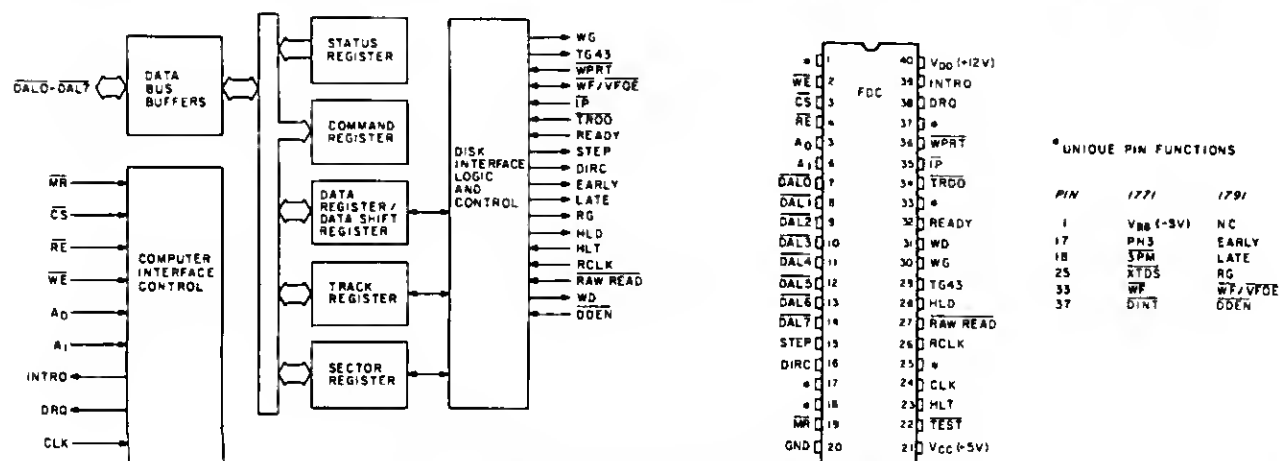 DAL0-DAL7
DATA
BUS
BUFFERS
MR
CS
RE
WE
A0
A1
INTRO
DRQ
CLK
COMPUTER
INTERFACE
CONTROL
STATUS
REGISTER
COMMAND
REGISTER
DATA
REGISTER/
DATA SHIFT
REGISTER
TRACK
REGISTER
SECTOR
REGISTER
DISK
INTERFACE
LOGIC
AND
CONTROL
WG
TG43
WPRT
WF/VFOE
IP
TROO
READY
STEP
DIRC
EARLY
LATE
RG
HLD
HLT
RCLK
RAW READ
WD
DDEN
FDC
* 1
WE 2
CS 3
RE 4
A0 5
A1 6
DAL0 7
DAL1 8
DAL2 9
DAL3 10
DAL4 11
DAL5 12
DAL6 13
DAL7 14
STEP 15
DIRC 16
* 17
* 18
MR 19
GND 20
40 VDD (+12V)
39 INTRO
38 DRQ
37 *
36 WPRT
35 IP
34 TROO
33 *
32 READY
31 WD
30 WG
29 TG43
28 HLD
27 RAW READ
26 RCLK
25 *
24 CLK
23 HLT
22 TEST
21 VCC (+5V)
* UNIQUE PIN FUNCTIONS
PIN 1771 1791
1 VBB (-5V) NC
17 PH3 EARLY
18 3PM LATE
25 XTDS RG
33 WF WF/VFOE
37 DINT DDEN